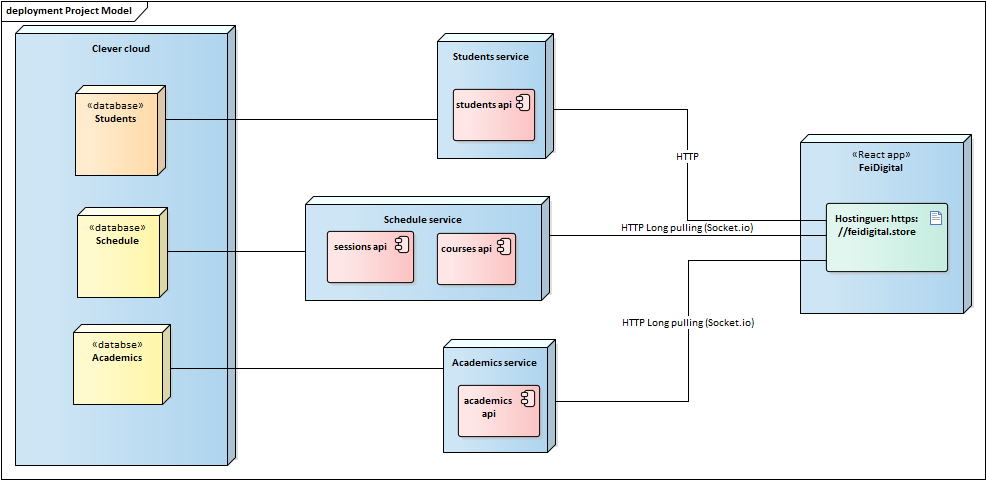 deployment Project Model
Clever cloud
«database»
Students
«database»
Schedule
«databse»
Academics
Students service
students api
Schedule service
sessions api
courses api
Academics service
academics
api
HTTP
HTTP Long pulling (Socket.io)
HTTP Long pulling (Socket.io)
«React app»
FeiDigital
Hostinguer: https:
//feidigital.store